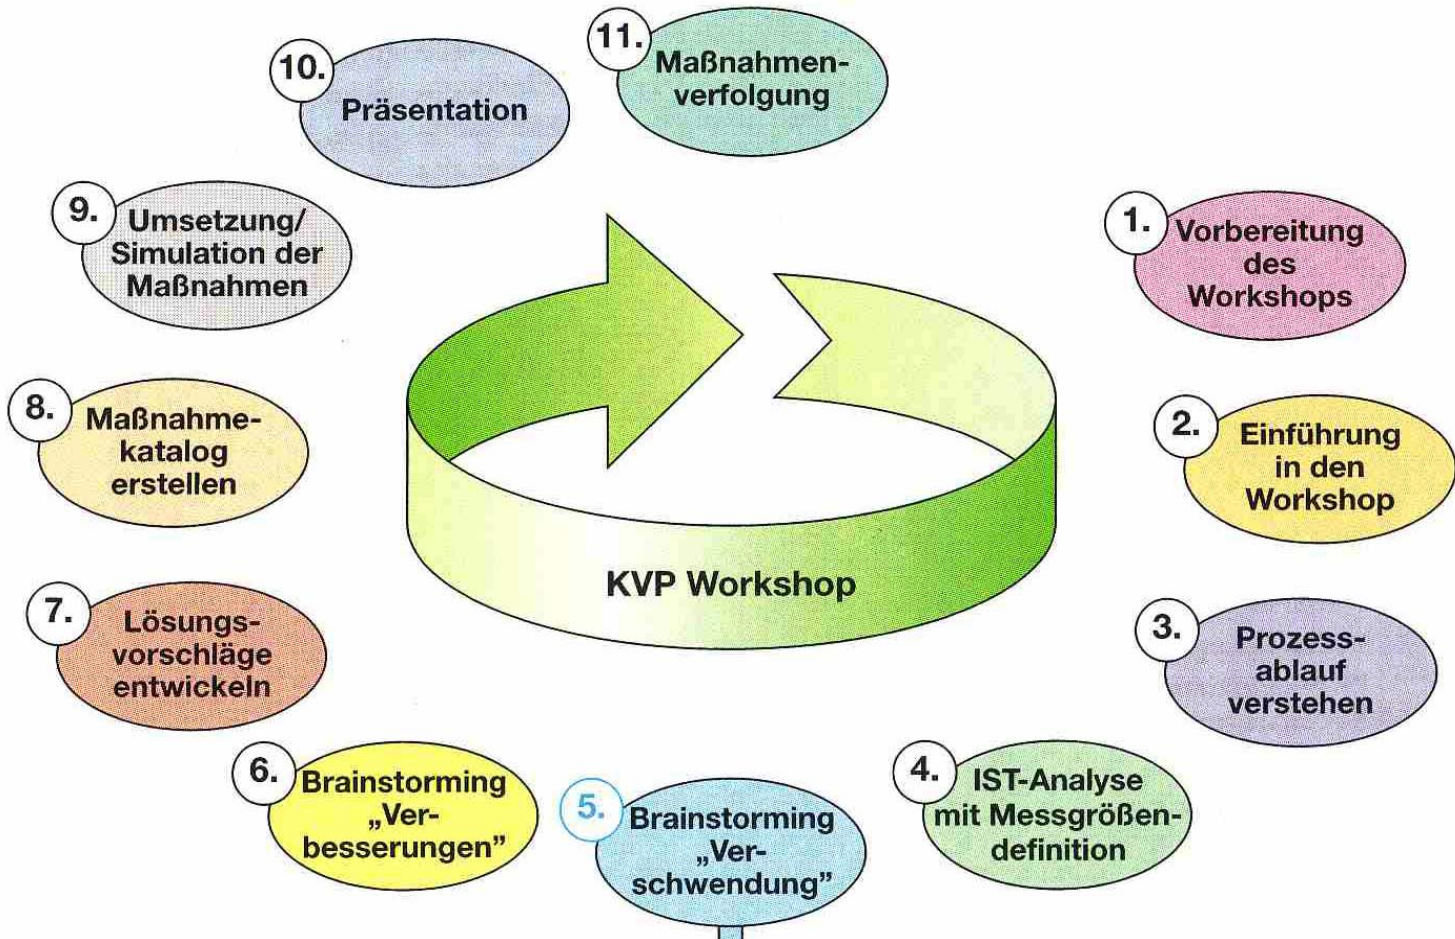 KVP Workshop
1.
Vorbereitung
des
Workshops
2.
Einführung
in den
Workshop
3.
Prozess-
ablauf
verstehen
4.
IST-Analyse
mit Messgrößen-
definition
5.
Brainstorming
„Ver-
schwendung”
6.
Brainstorming
„Ver-
besserungen”
7.
Lösungs-
vorschläge
entwickeln
8.
Maßnahme-
katalog
erstellen
9.
Umsetzung/
Simulation der
Maßnahmen
10.
Präsentation
11.
Maßnahmen-
verfolgung